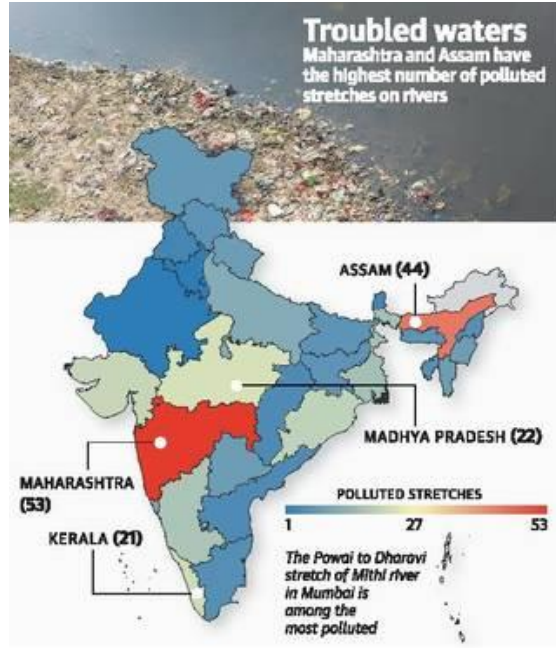 Troubled waters
Maharashtra and Assam have
the highest number of polluted
stretches on rivers
ASSAM (44)
MADHYA PRADESH (22)
MAHARASHTRA
(53)
KERALA (21)
POLLUTED STRETCHES
1 27 53
The Powai to Dharavi
stretch of Mithi river
in Mumbai is
among the
most polluted